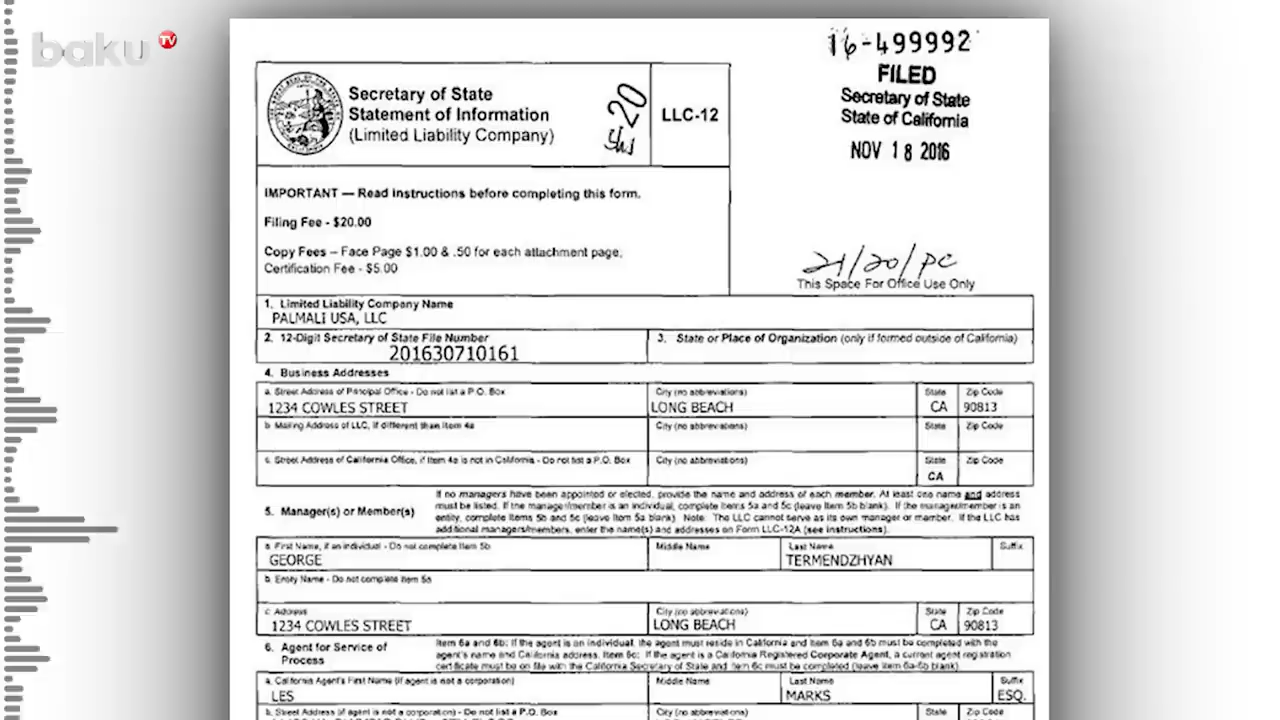 baku TV
16-499992
FILED
Secretary of State
State of California
NOV 18 2016
Secretary of State
Statement of Information
(Limited Liability Company)
20
LLC-12
IMPORTANT — Read instructions before completing this form.
Filing Fee - $20.00
Copy Fees – Face Page $1.00 & .50 for each attachment page;
Certification Fee - $5.00
21/20/PC
This Space For Office Use Only
1. Limited Liability Company Name
PALMALI USA, LLC
2. 12-Digit Secretary of State File Number
201630710161
3. State or Place of Organization (only if formed outside of California)
4. Business Addresses
a. Street Address of Principal Office - Do not list a P.O. Box
City (no abbreviations)
State
Zip Code
1234 COWLES STREET
LONG BEACH
CA
90813
b. Mailing Address of LLC, if different than item 4a
City (no abbreviations)
State
Zip Code
c. Street Address of California Office, if Item 4a is not in California - Do not list a P.O. Box
City (no abbreviations)
State
Zip Code
CA
5. Manager(s) or Member(s)
If no managers have been appointed or elected, provide the name and address of each member. At least one name and address
must be listed. If the manager/member is an individual, complete Items 5a and 5c (leave Item 5b blank). If the manager/member is an
entity, complete Items 5b and 5c (leave Item 5a blank). Note: The LLC cannot serve as its own manager or member. If the LLC has
additional managers/members, enter the name(s) and addresses on Form LLC-12A (see instructions).
a. First Name, if an individual - Do not complete Item 5b
Middle Name
Last Name
Suffix
GEORGE
TERMENDZHYAN
b. Entity Name - Do not complete Item 5a
c. Address
City (no abbreviations)
State
Zip Code
1234 COWLES STREET
LONG BEACH
CA
90813
6. Agent for Service of
Process
Item 6a and 6b: If the agent is an individual, the agent must reside in California and Item 6a and 6b must be completed with the
agent's name and California address. Item 6c: If the agent is a California Registered Corporate Agent, a current agent registration
certificate must be on file with the California Secretary of State and Item 6c must be completed (leave Item 6a-6b blank).
a. California Agent's First Name (if agent is not a corporation)
Middle Name
Last Name
Suffix
LES
MARKS
ESQ.
b. Street Address (if agent is not a corporation) - Do not list a P.O. Box
City (no abbreviations)
State
Zip Code